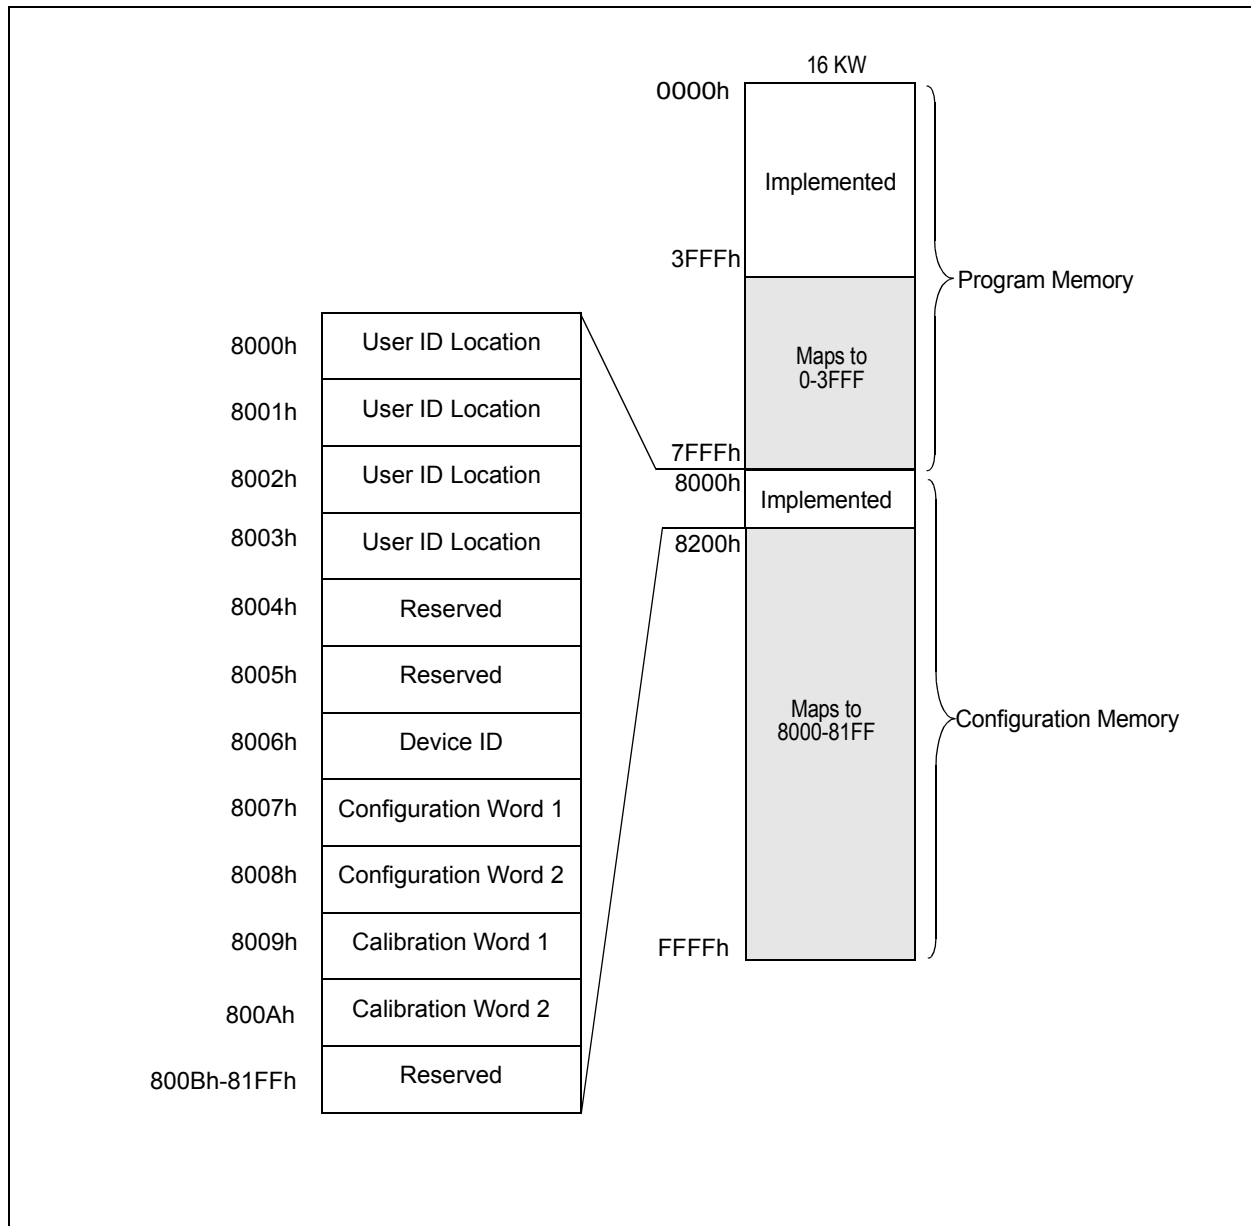 16 KW
0000h
Implemented
3FFFh
Program Memory
Maps to
0-3FFF
7FFFh
8000h
Implemented
8200h
Maps to
8000-81FF
Configuration Memory
FFFFh
8000h User ID Location
8001h User ID Location
8002h User ID Location
8003h User ID Location
8004h Reserved
8005h Reserved
8006h Device ID
8007h Configuration Word 1
8008h Configuration Word 2
8009h Calibration Word 1
800Ah Calibration Word 2
800Bh-81FFh Reserved